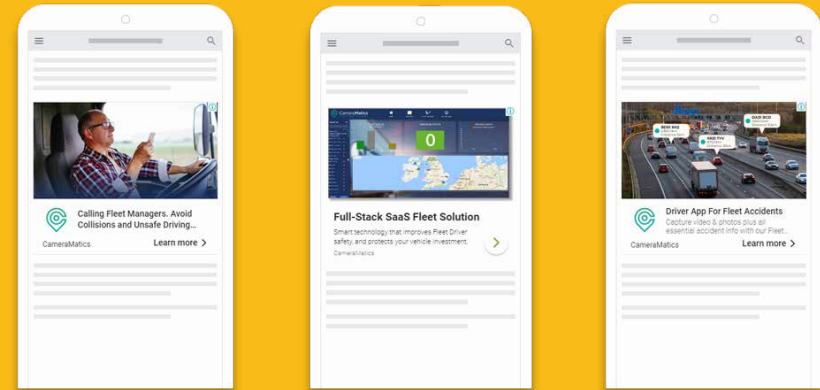 Calling Fleet Managers. Avoid
Collisions and Unsafe Driving...
CameraMatics
Learn more
CameraMatics
0
Full-Stack SaaS Fleet Solution
Smart technology that improves Fleet Driver
safety, and protects your vehicle investment.
CameraMatics
Driver App For Fleet Accidents
Capture video & photos plus all
essential accident info with our Fleet...
CameraMatics
Learn more